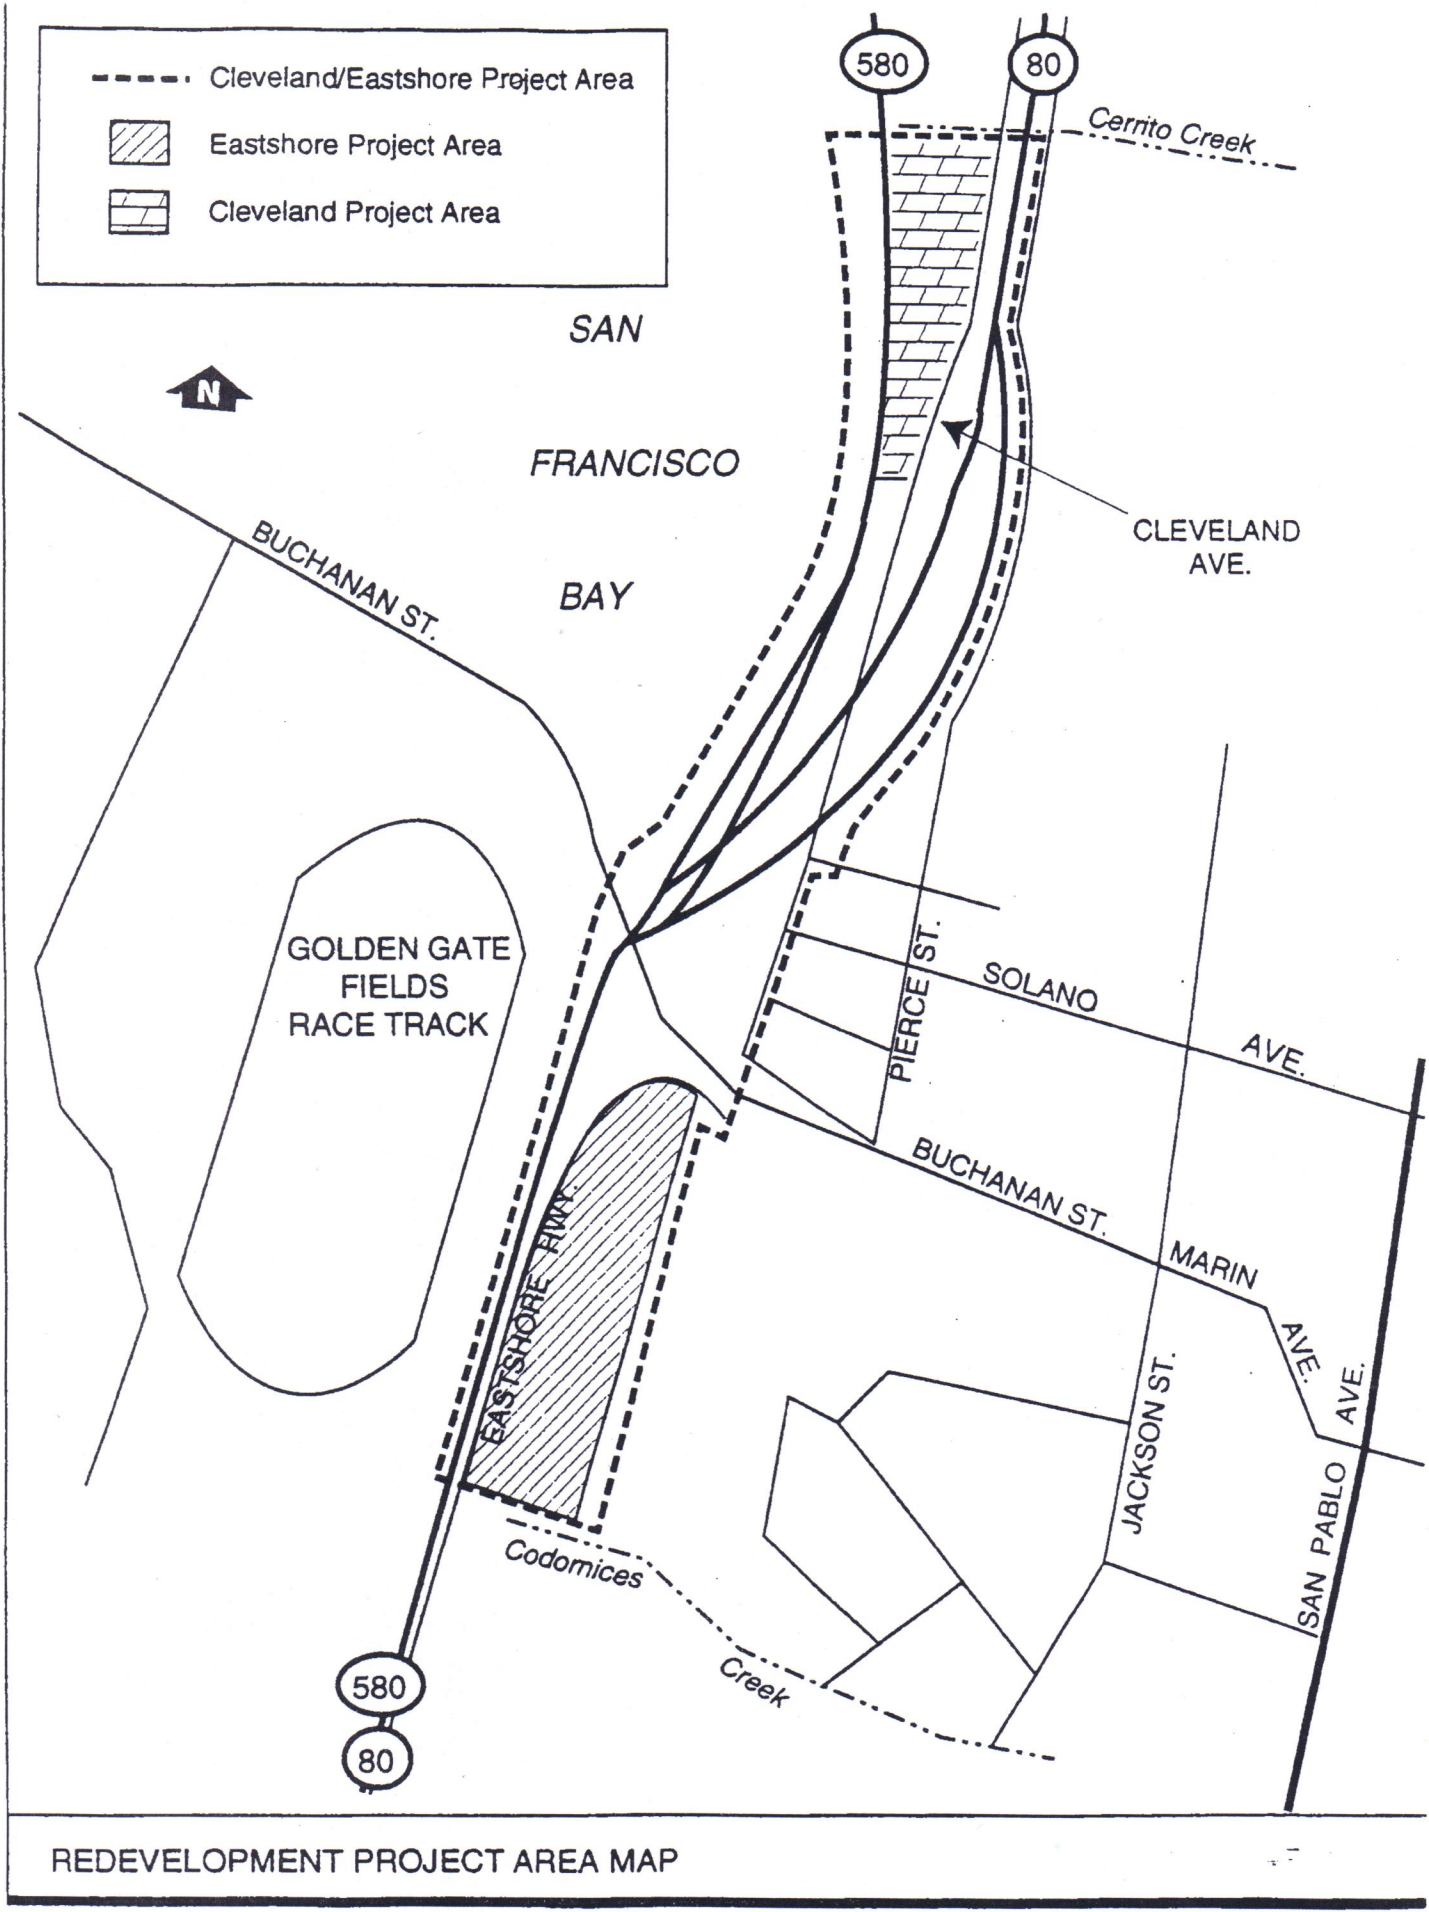 Cleveland/Eastshore Project Area
Eastshore Project Area
Cleveland Project Area
580
80
Cerrito Creek
SAN
FRANCISCO
BAY
N
BUCHANAN ST.
CLEVELAND
AVE.
GOLDEN GATE
FIELDS
RACE TRACK
PIERCE ST.
SOLANO
AVE.
BUCHANAN ST.
MARIN
AVE.
EASTSHORE HWY.
JACKSON ST.
SAN PABLO AVE.
Codornices
Creek
580
80
REDEVELOPMENT PROJECT AREA MAP